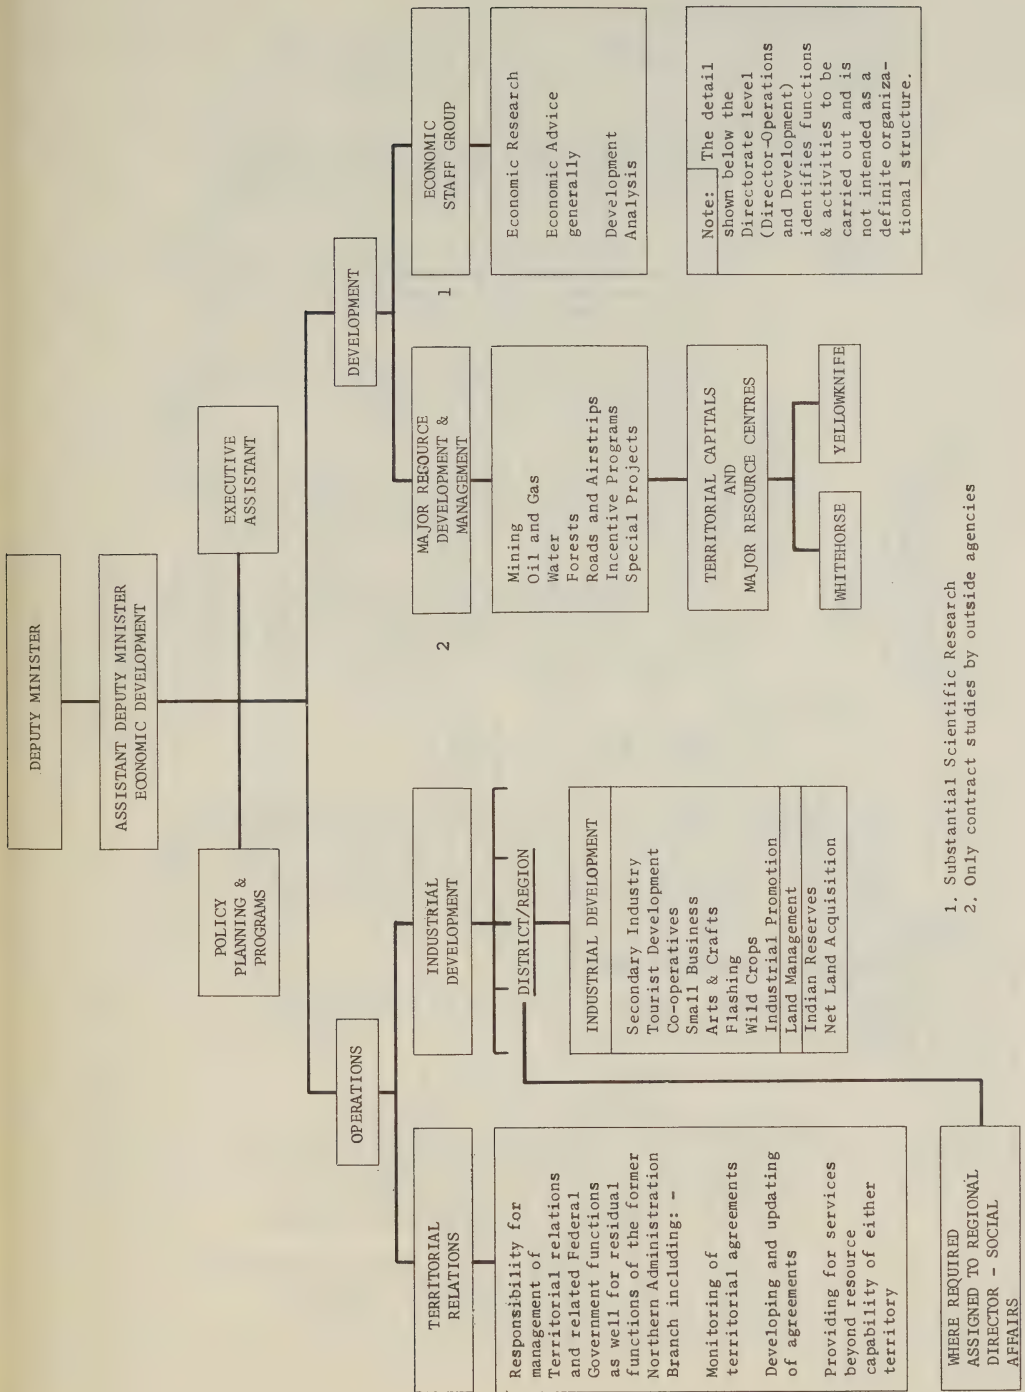 DEPUTY MINISTER
ASSISTANT DEPUTY MINISTER
ECONOMIC DEVELOPMENT
POLICY
PLANNING &
PROGRAMS
EXECUTIVE
ASSISTANT
OPERATIONS
DEVELOPMENT
TERRITORIAL
RELATIONS
Responsibility for
management of
Territorial relations
and related Federal
Government functions
as well for residual
functions of the former
Northern Administration
Branch including: -
Monitoring of
territorial agreements
Developing and updating
of agreements
Providing for services
beyond resource
capability of either
territory
WHERE REQUIRED
ASSIGNED TO REGIONAL
DIRECTOR - SOCIAL
AFFAIRS
INDUSTRIAL
DEVELOPMENT
DISTRICT/REGION
INDUSTRIAL DEVELOPMENT
Secondary Industry
Tourist Development
Co-operatives
Small Business
Arts & Crafts
Flashing
Wild Crops
Industrial Promotion
Land Management
Indian Reserves
Net Land Acquisition
2
MAJOR RESOURCE
DEVELOPMENT &
MANAGEMENT
Mining
Oil and Gas
Water
Forests
Roads and Airstrips
Incentive Programs
Special Projects
TERRITORIAL CAPITALS
AND
MAJOR RESOURCE CENTRES
WHITEHORSE
YELLOWKNIFE
1
ECONOMIC
STAFF GROUP
Economic Research
Economic Advice
generally
Development
Analysis
Note: The detail
shown below the
Directorate level
(Director-Operations
and Development)
identifies functions
& activities to be
carried out and is
not intended as a
definite organiza-
tional structure.
1. Substantial Scientific Research
2. Only contract studies by outside agencies